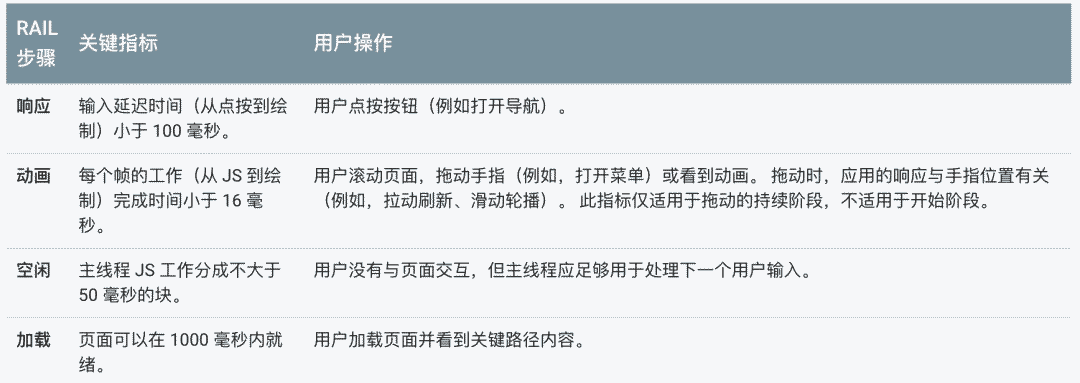 RAIL
步骤
关键指标
用户操作
响应
输入延迟时间（从点按到绘
制）小于 100 毫秒。
用户点按按钮（例如打开导航）。
动画
每个帧的工作（从 JS 到绘
制）完成时间小于 16 毫
秒。
用户滚动页面，拖动手指（例如，打开菜单）或看到动画。 拖动时，应用的响应与手指位置有关
（例如，拉动刷新、滑动轮播）。 此指标仅适用于拖动的持续阶段，不适用于开始阶段。
空闲
主线程 JS 工作分成不大于
50 毫秒的块。
用户没有与页面交互，但主线程应足够用于处理下一个用户输入。
加载
页面可以在 1000 毫秒内就
绪。
用户加载页面并看到关键路径内容。